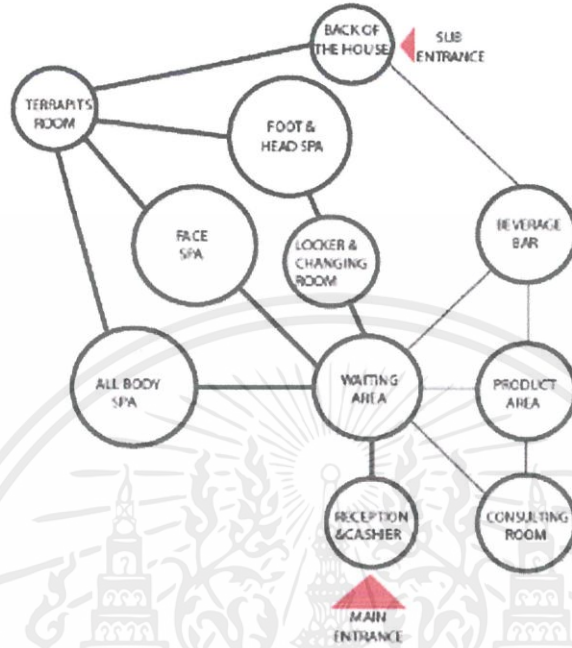 BACK OF
THE HOUSE
SUB
ENTRANCE
TERRAPITS
ROOM
FOOT &
HEAD SPA
FACE
SPA
LOCKER &
CHANGING
ROOM
BEVERAGE
BAR
ALL BODY
SPA
WAITING
AREA
PRODUCT
AREA
RECEPTION
&CASHIER
CONSULTING
ROOM
MAIN
ENTRANCE